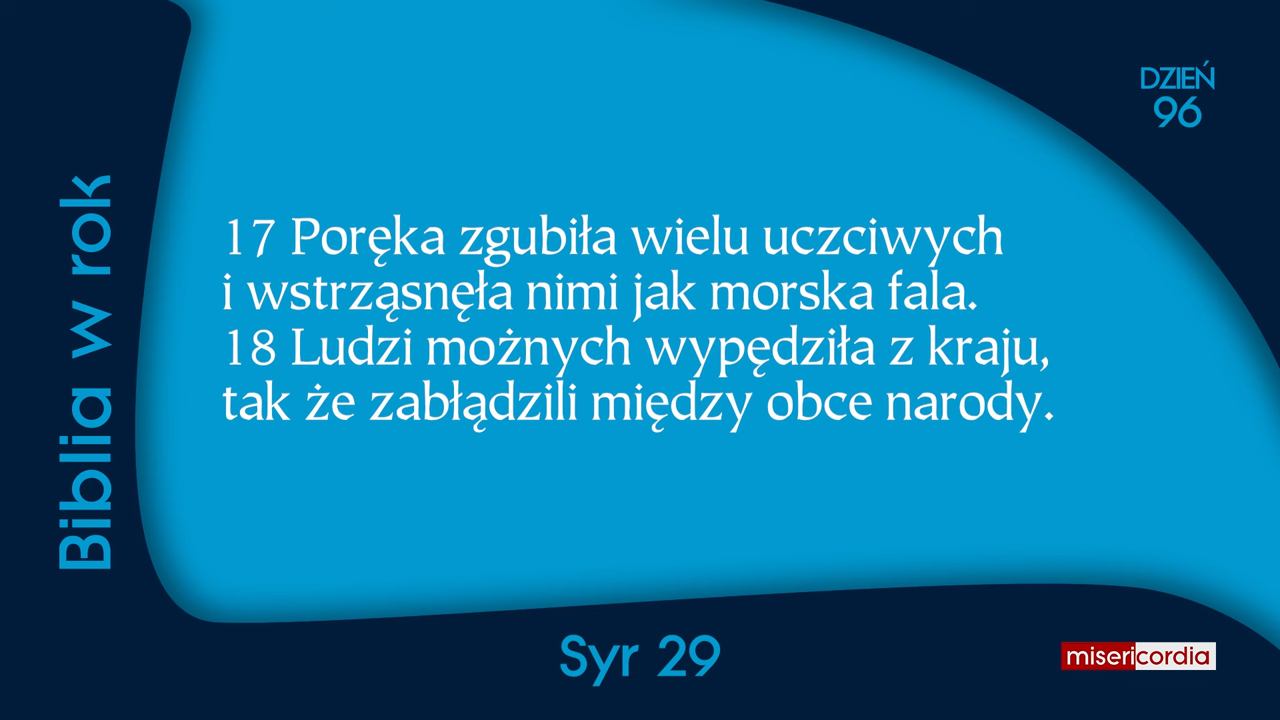 DZIEŃ
96
Biblia w rok
17 Poręka zgubiła wielu uczciwych
i wstrząsnęła nimi jak morska fala.
18 Ludzi możnych wypędziła z kraju,
tak że zabłądzili między obce narody.
Syr 29
misericordia